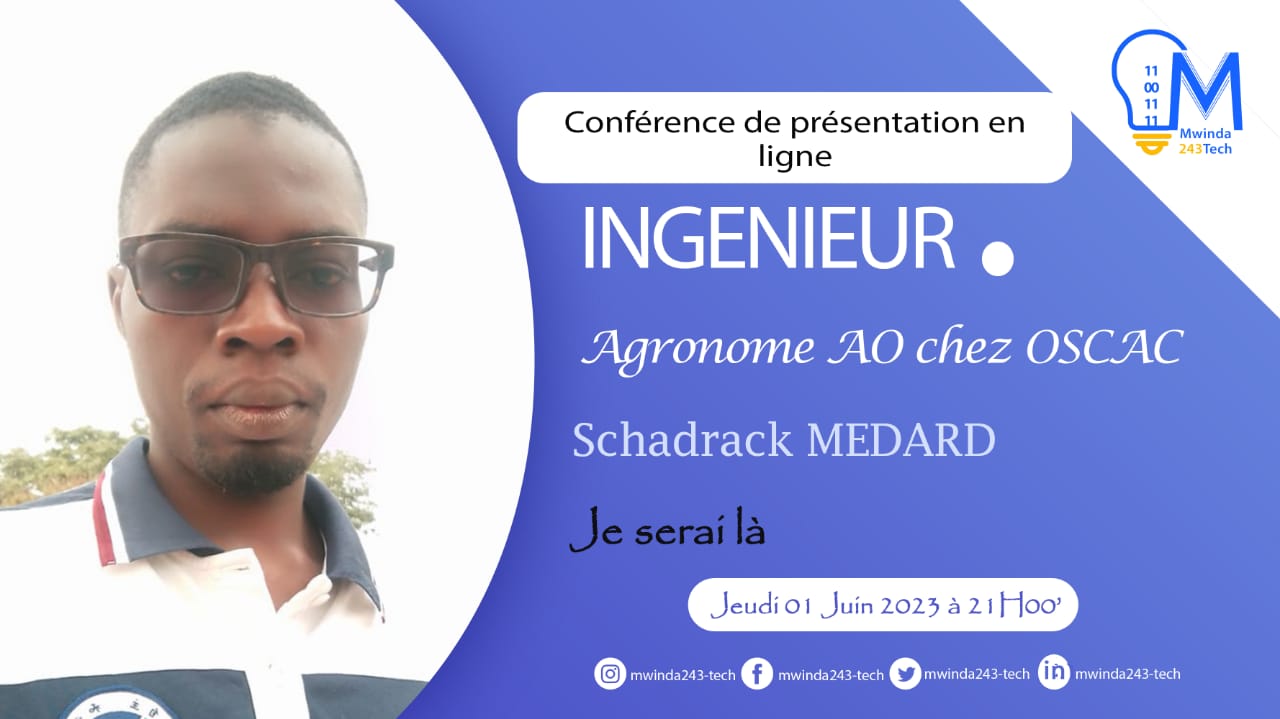 11
00
11
11
M
Mwinda
243Tech
Conférence de présentation en
ligne
INGENIEUR .
Agronome AO chez OSCAC
Schadrack MEDARD
Je serai là
Jeudi 01 Juin 2023 à 21H00’
mwinda243-tech mwinda243-tech mwinda243-tech mwinda243-tech